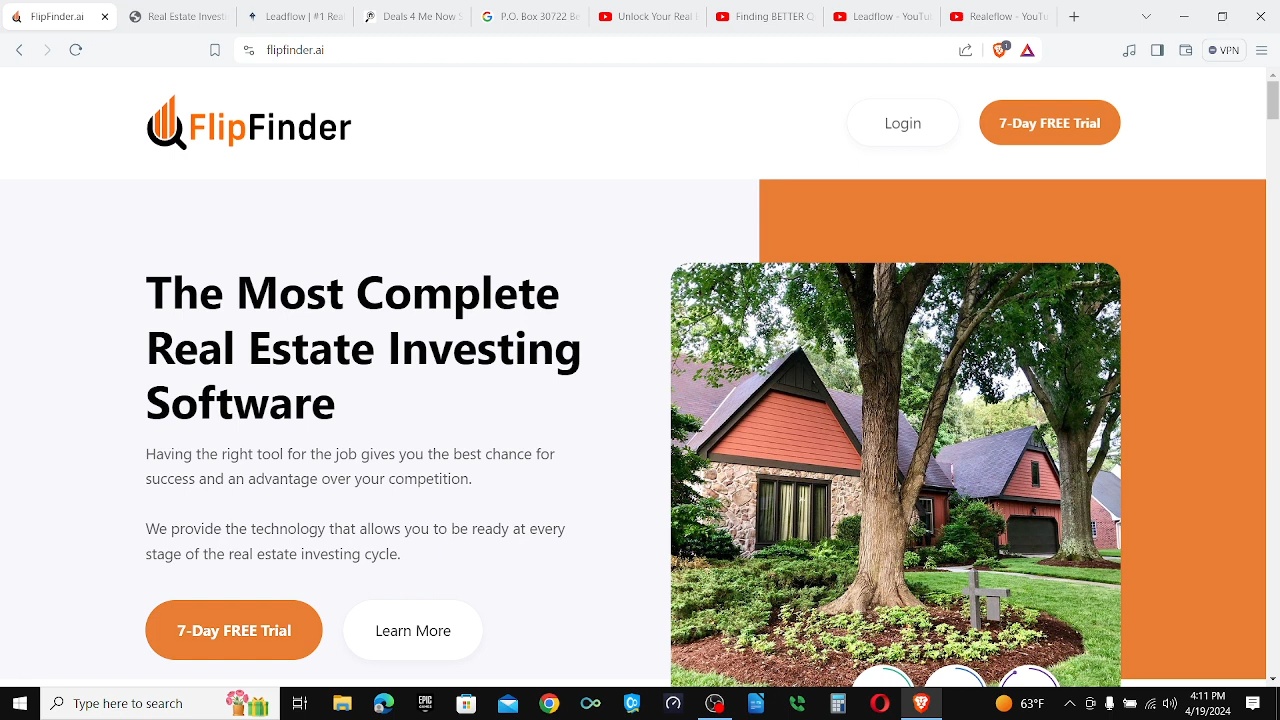 FlipFinder.ai
Real Estate Investi
Leadflow | #1 Rea
Deals 4 Me Now S
P.O. Box 30722 Be
Unlock Your Real
Finding BETTER Q
Leadflow - YouTu
Realeflow - YouTu
flipfinder.ai
1
VPN
FlipFinder
Login
7-Day FREE Trial
The Most Complete
Real Estate Investing
Software
Having the right tool for the job gives you the best chance for
success and an advantage over your competition.
We provide the technology that allows you to be ready at every
stage of the real estate investing cycle.
7-Day FREE Trial
Learn More
Type here to search
EPIC
GAMES
63°F
4:11 PM
4/19/2024